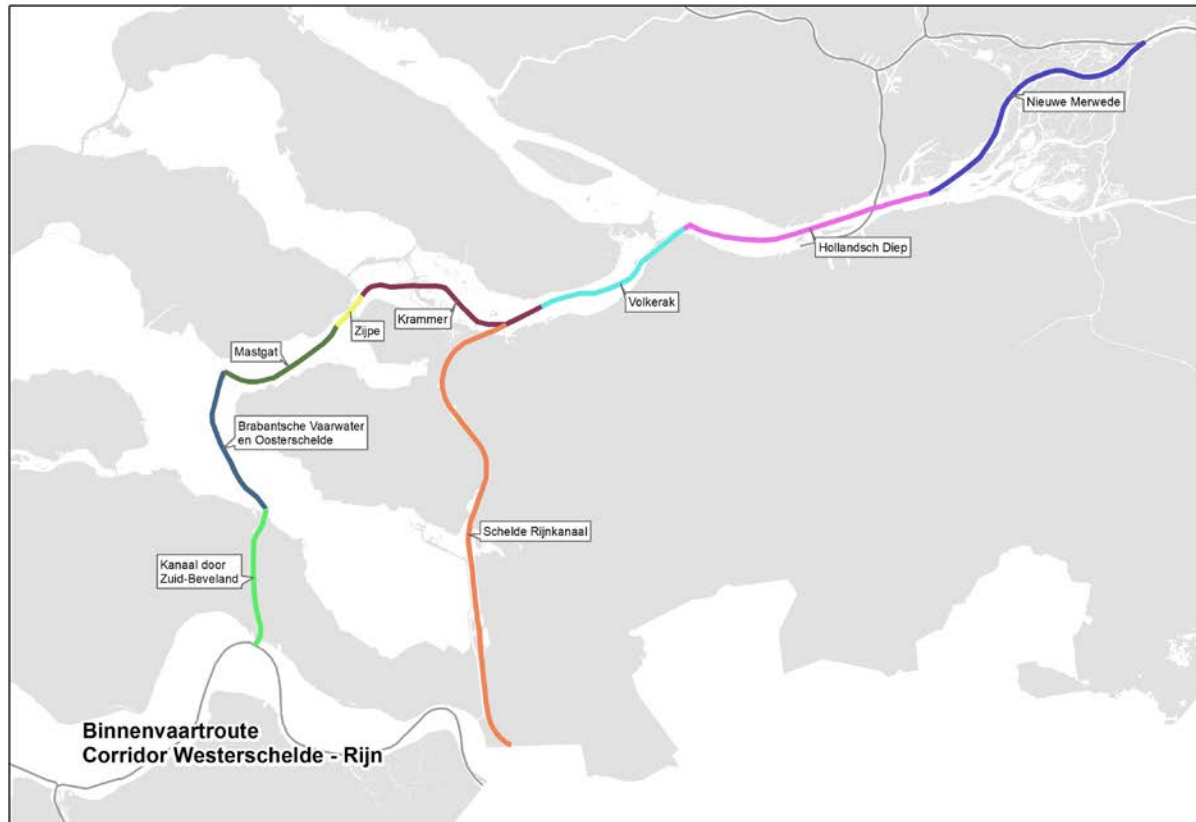 Nieuwe Merwede
Hollandsch Diep
Volkerak
Krammer
Zijpe
Mastgat
Brabantsche Vaarwater
en Oosterschelde
Schelde Rijnkanaal
Kanaal door
Zuid-Beveland
Binnenvaartroute
Corridor Westerschelde - Rijn